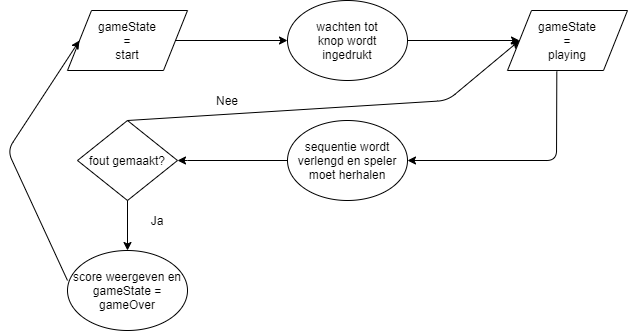 gameState
=
start
wachten tot
knop wordt
ingedrukt
gameState
=
playing
Nee
fout gemaakt?
sequentie wordt
verlengd en speler
moet herhalen
Ja
score weergeven en
gameState =
gameOver